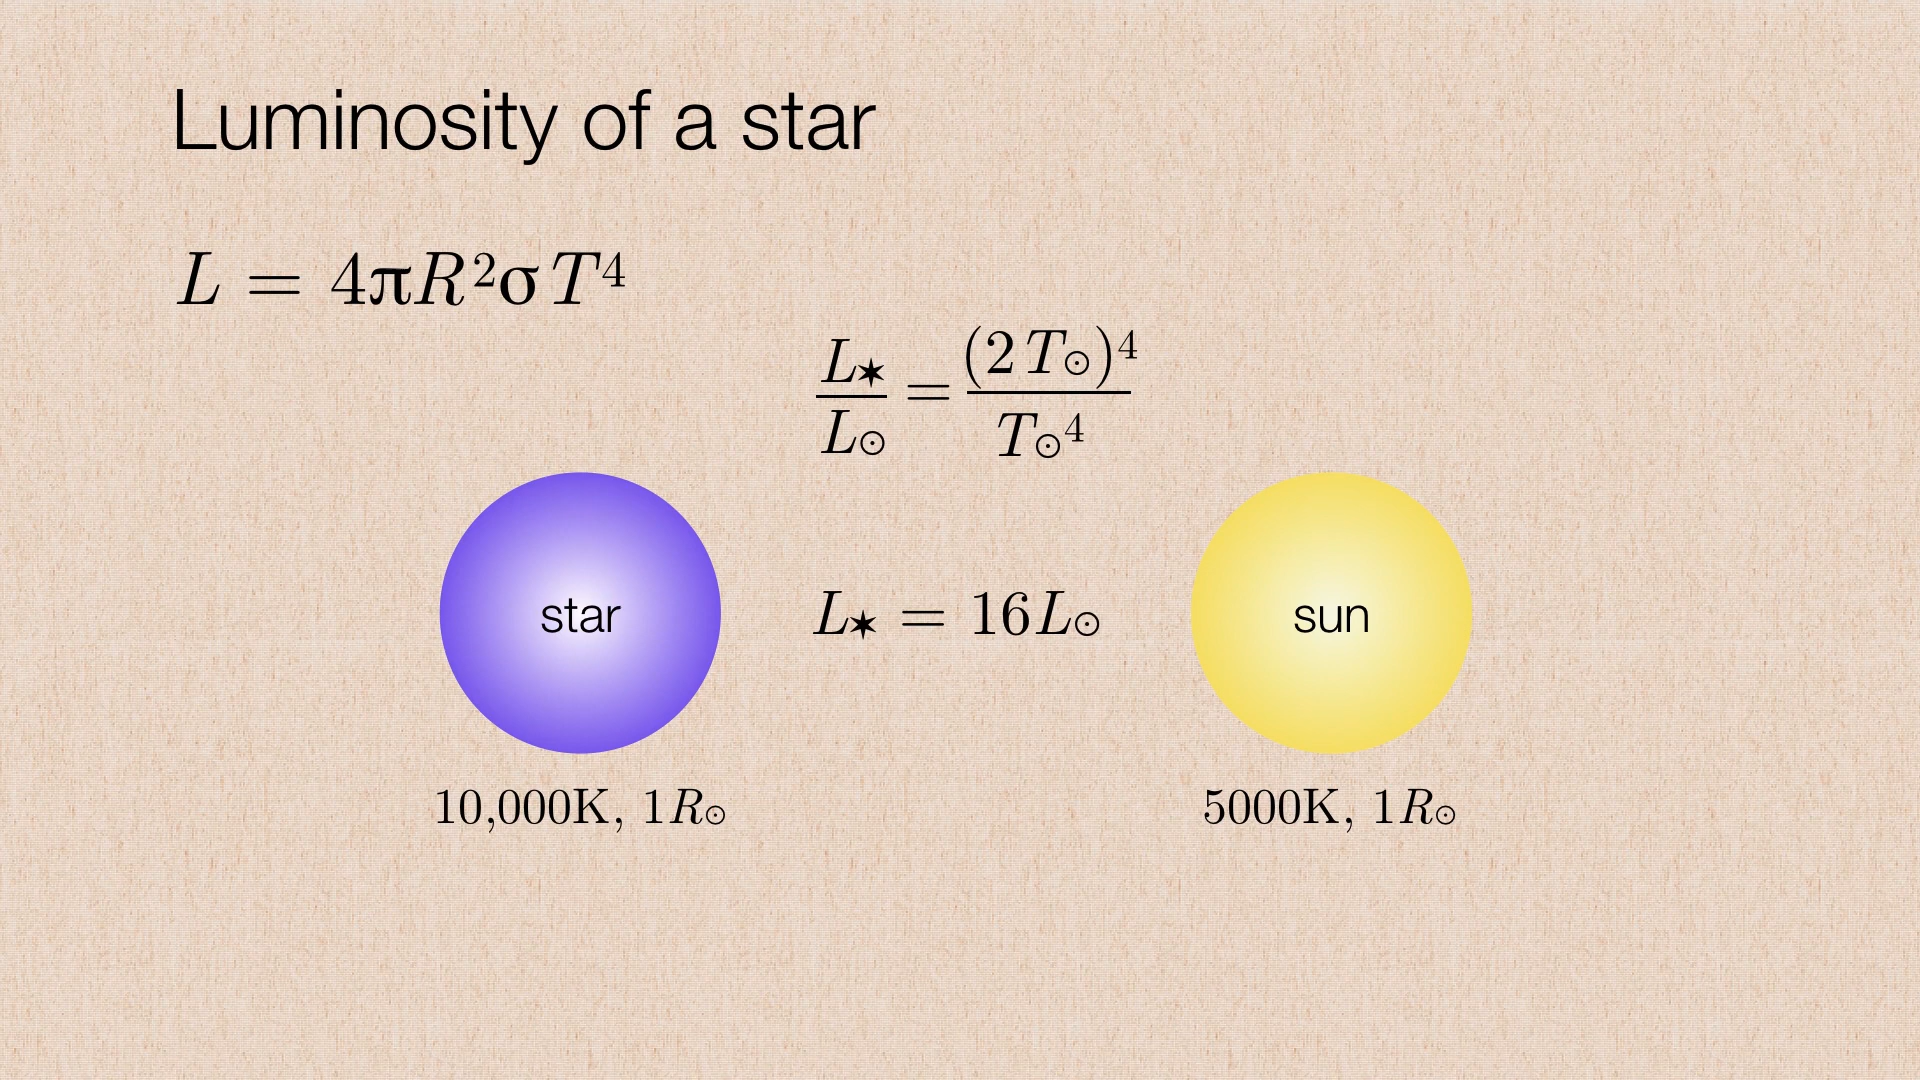 Luminosity of a star
L = 4πR²σT⁴
L✶/L⊙ = (2T⊙)⁴/T⊙⁴
star
L✶ = 16L⊙
sun
10,000K, 1R⊙
5000K, 1R⊙